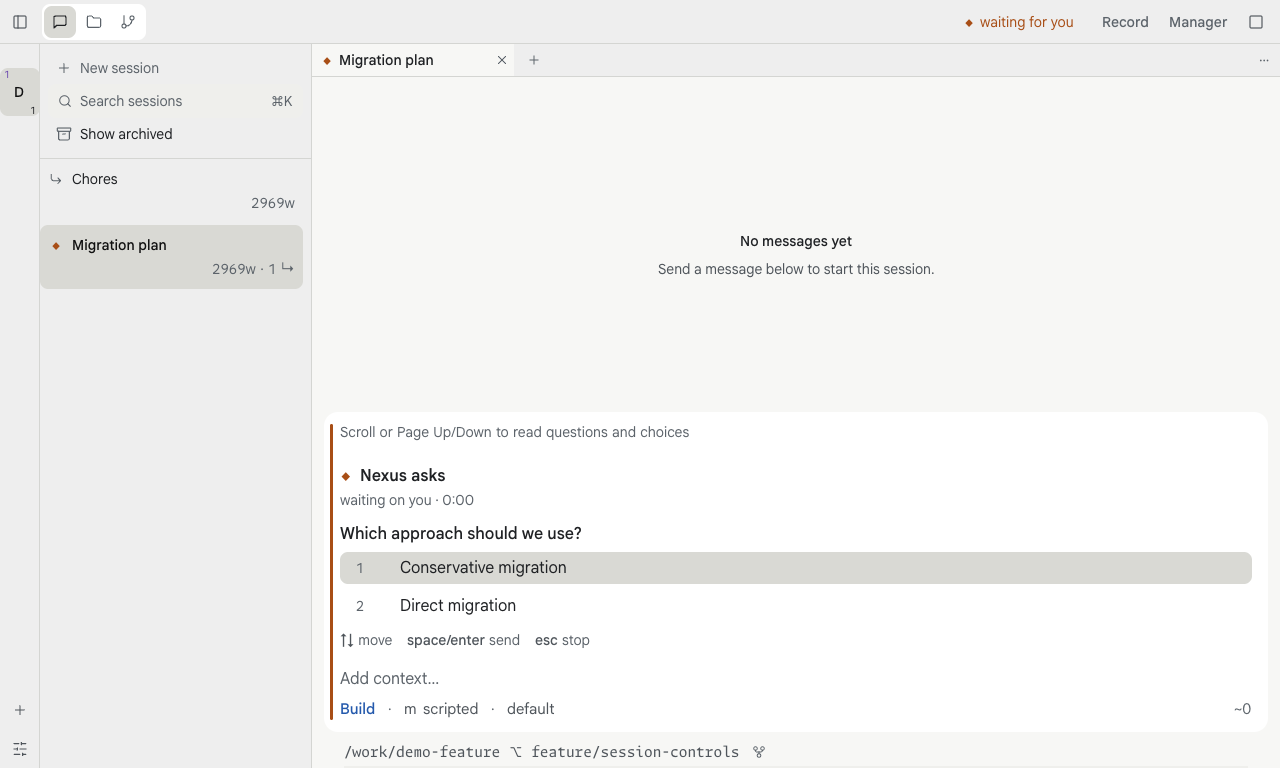 waiting for you
Record
Manager
1
D
1
New session
Search sessions ⌘K
Show archived
Chores
2969w
Migration plan
2969w · 1
Migration plan
No messages yet
Send a message below to start this session.
Scroll or Page Up/Down to read questions and choices
Nexus asks
waiting on you · 0:00
Which approach should we use?
1 Conservative migration
2 Direct migration
move space/enter send esc stop
Add context...
Build · m scripted · default ~0
/work/demo-feature ⌥ feature/session-controls